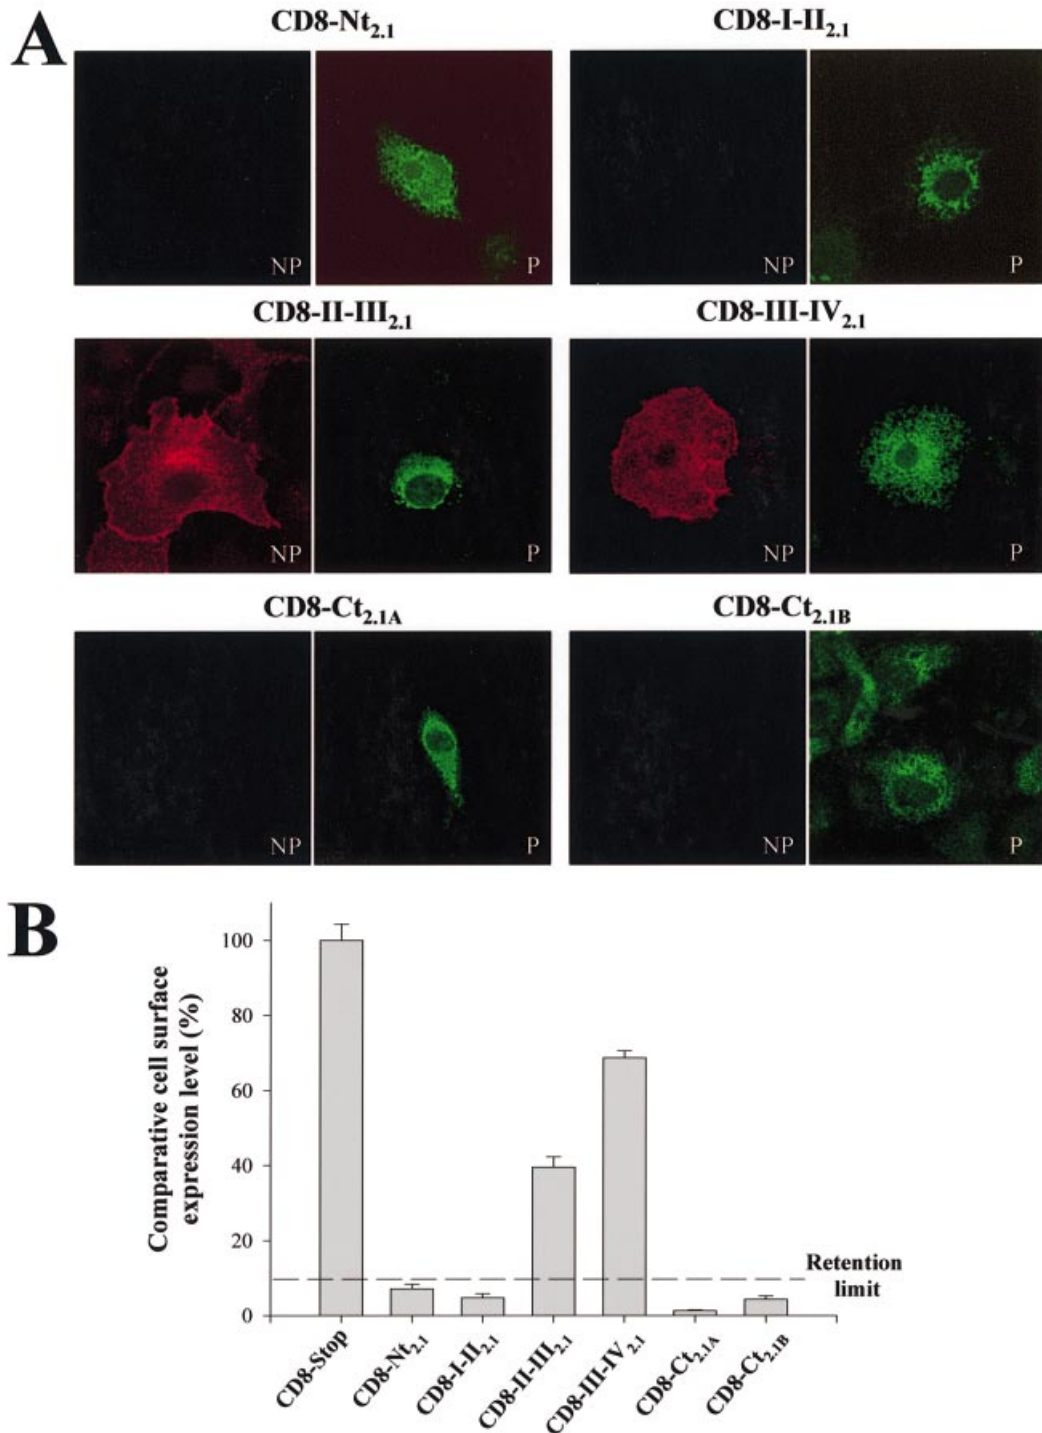 A
CD8-Nt2.1
CD8-I-II2.1
NP
P
NP
P
CD8-II-III2.1
CD8-III-IV2.1
NP
P
NP
P
CD8-Ct2.1A
CD8-Ct2.1B
NP
P
NP
P
B
Comparative cell surface
expression level (%)
100
80
60
40
20
0
Retention
limit
CD8-Stop
CD8-Nt2.1
CD8-I-II2.1
CD8-II-III2.1
CD8-III-IV2.1
CD8-Ct2.1A
CD8-Ct2.1B